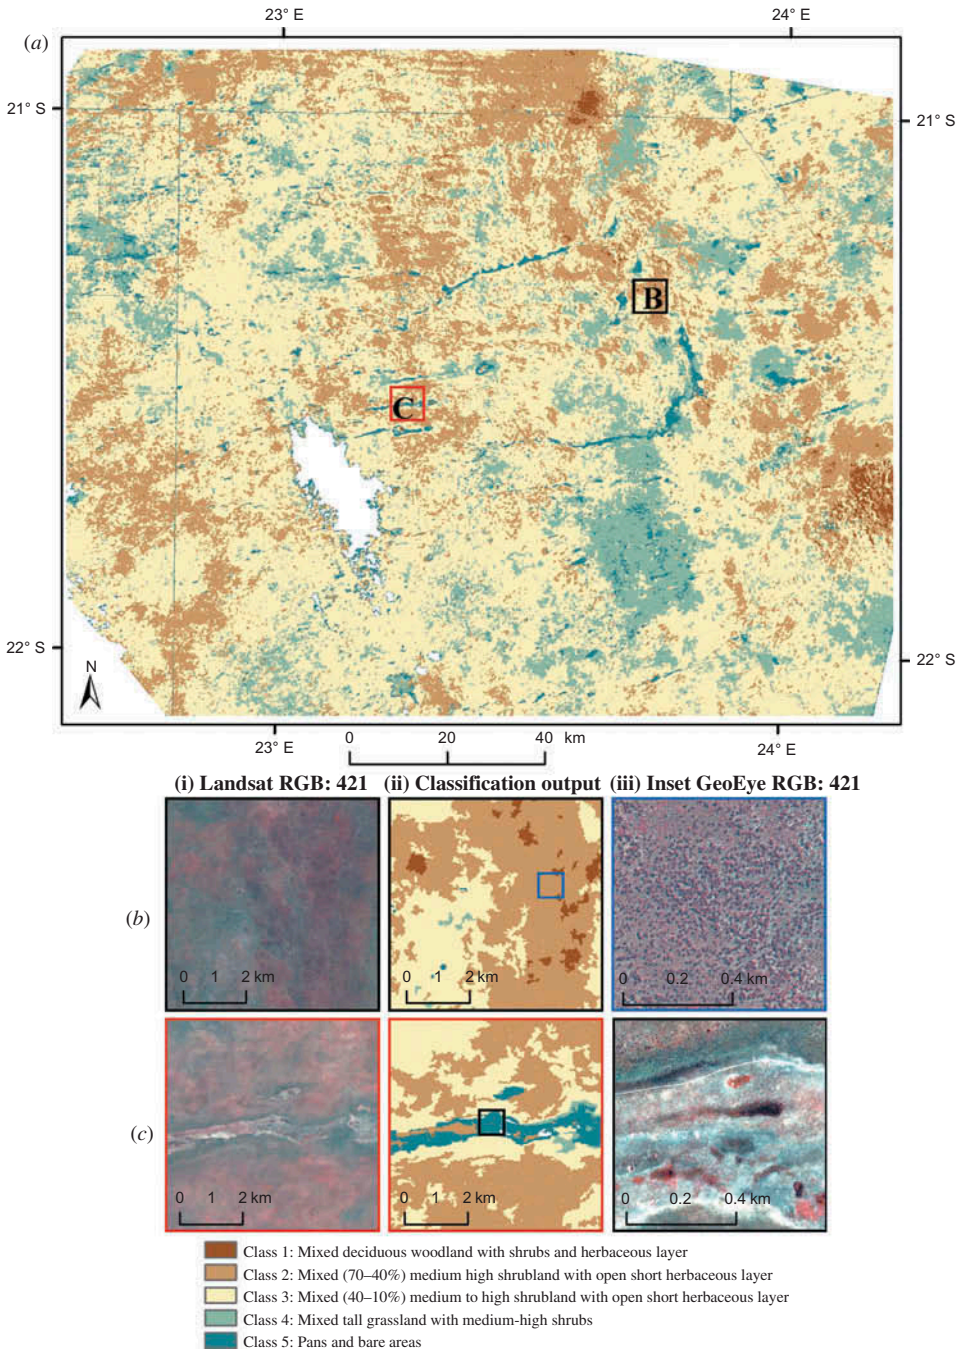 23° E 24° E
(a)
21° S 21° S
B
C
22° S 22° S
N
23° E 24° E
0 20 40 km
(i) Landsat RGB: 421 (ii) Classification output (iii) Inset GeoEye RGB: 421
(b)
0 1 2 km 0 1 2 km 0 0.2 0.4 km
(c)
0 1 2 km 0 1 2 km 0 0.2 0.4 km
Class 1: Mixed deciduous woodland with shrubs and herbaceous layer
Class 2: Mixed (70–40%) medium high shrubland with open short herbaceous layer
Class 3: Mixed (40–10%) medium to high shrubland with open short herbaceous layer
Class 4: Mixed tall grassland with medium-high shrubs
Class 5: Pans and bare areas